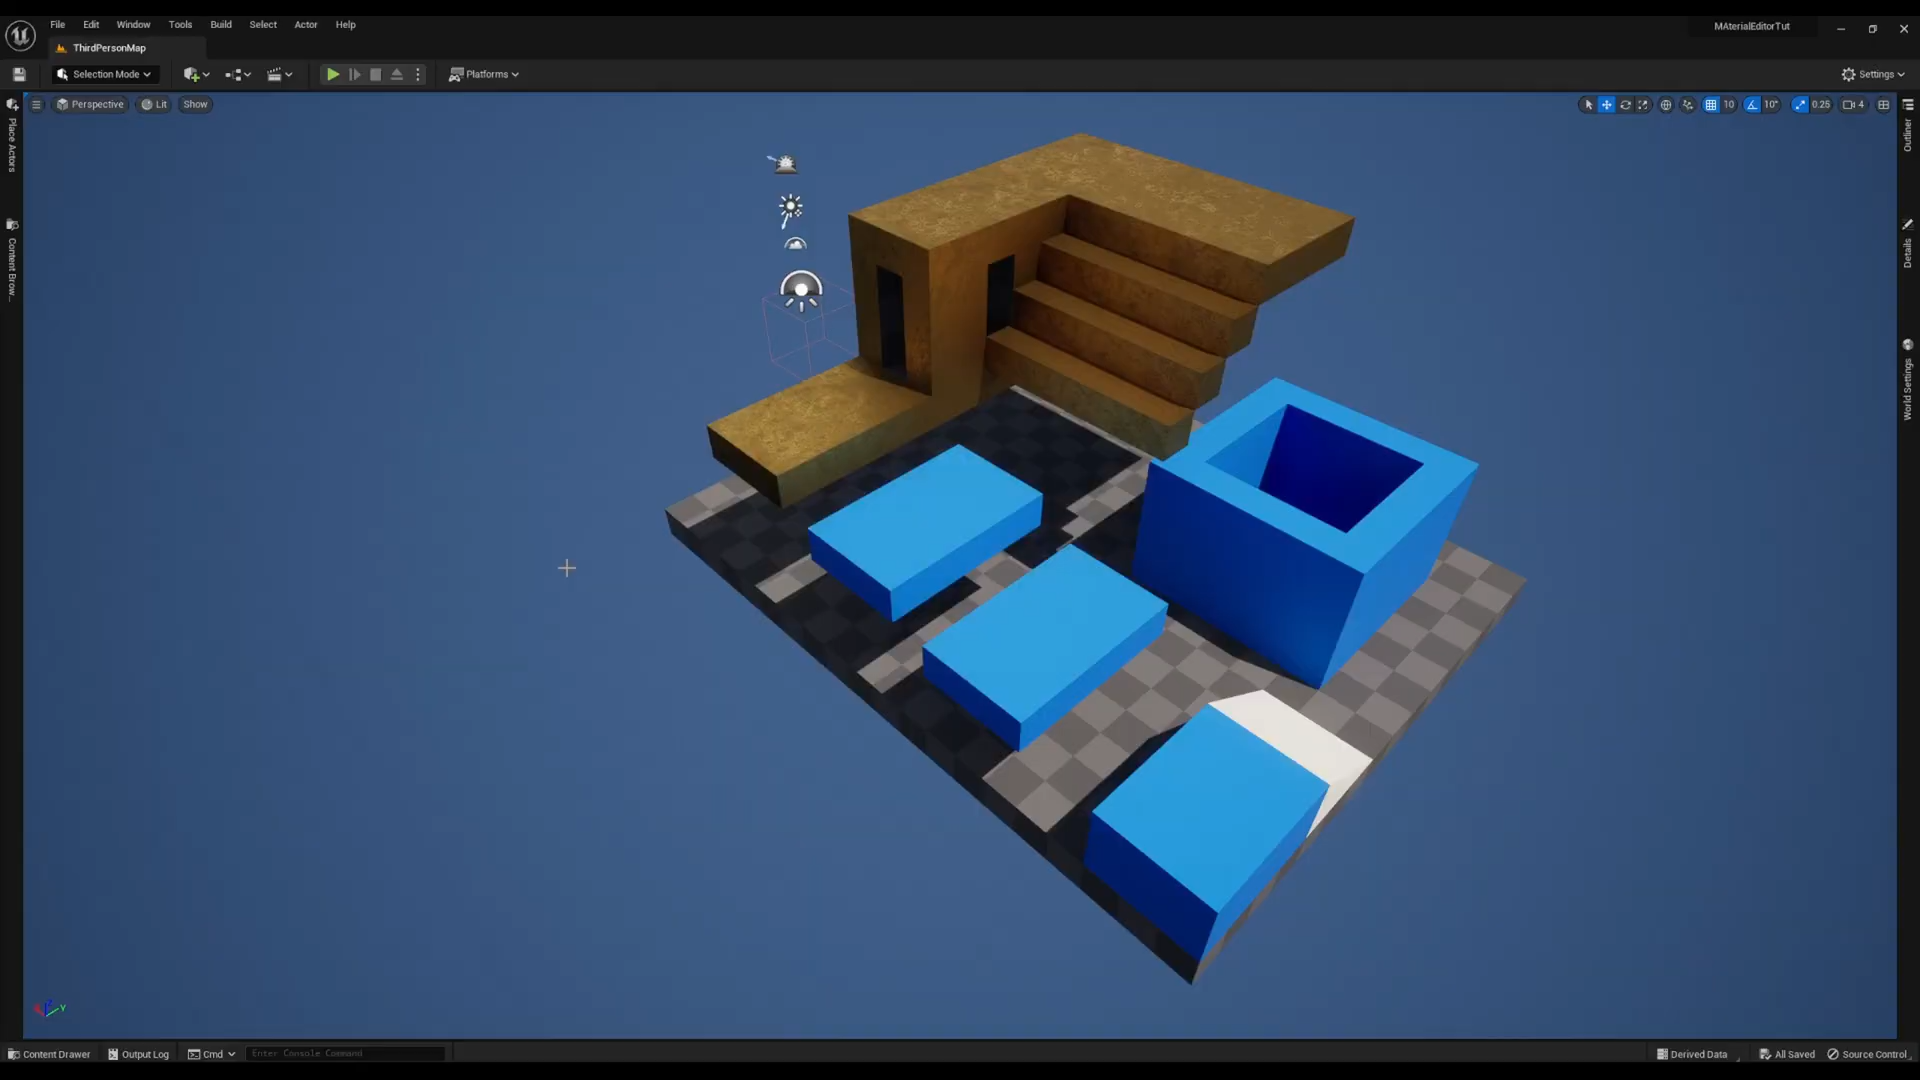 File Edit Window Tools Build Select Actor Help
MAterialEditorTut
ThirdPersonMap
Selection Mode
Platforms
Settings
Perspective Lit Show
10 10° 0.25 4
Place Actors
Content Brow...
Outliner
Details
World Settings
Y
Content Drawer Output Log Cmd Enter Console Command
Derived Data All Saved Source Control